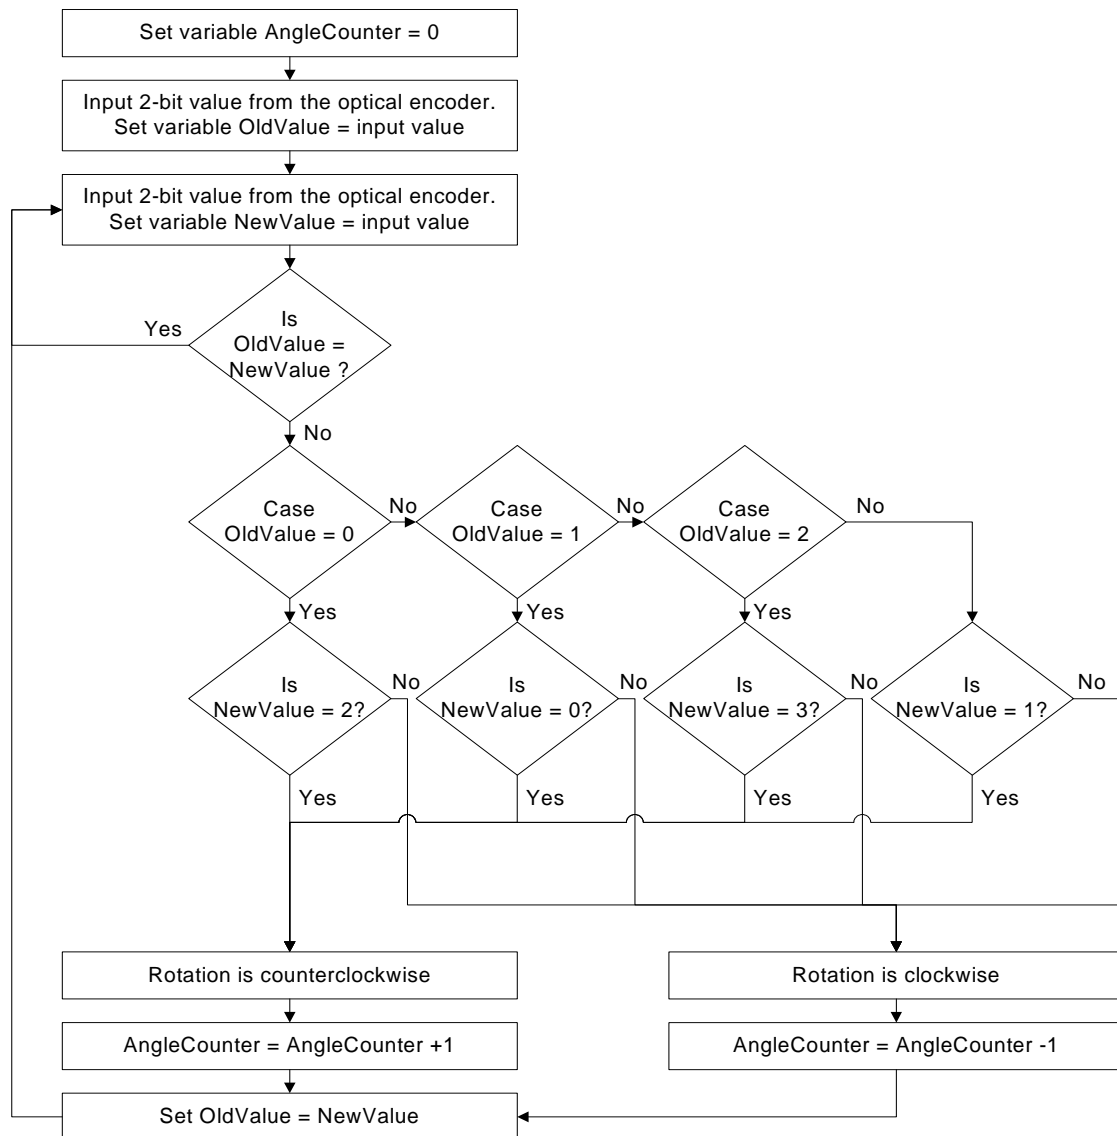 Set variable AngleCounter = 0
Input 2-bit value from the optical encoder.
Set variable OldValue = input value
Input 2-bit value from the optical encoder.
Set variable NewValue = input value
Yes
Is
OldValue =
NewValue ?
No
Case
OldValue = 0
No
Case
OldValue = 1
No
Case
OldValue = 2
No
Yes
Yes
Yes
Is
NewValue = 2?
No
Is
NewValue = 0?
No
Is
NewValue = 3?
No
Is
NewValue = 1?
No
Yes
Yes
Yes
Yes
Rotation is counterclockwise
Rotation is clockwise
AngleCounter = AngleCounter +1
AngleCounter = AngleCounter -1
Set OldValue = NewValue